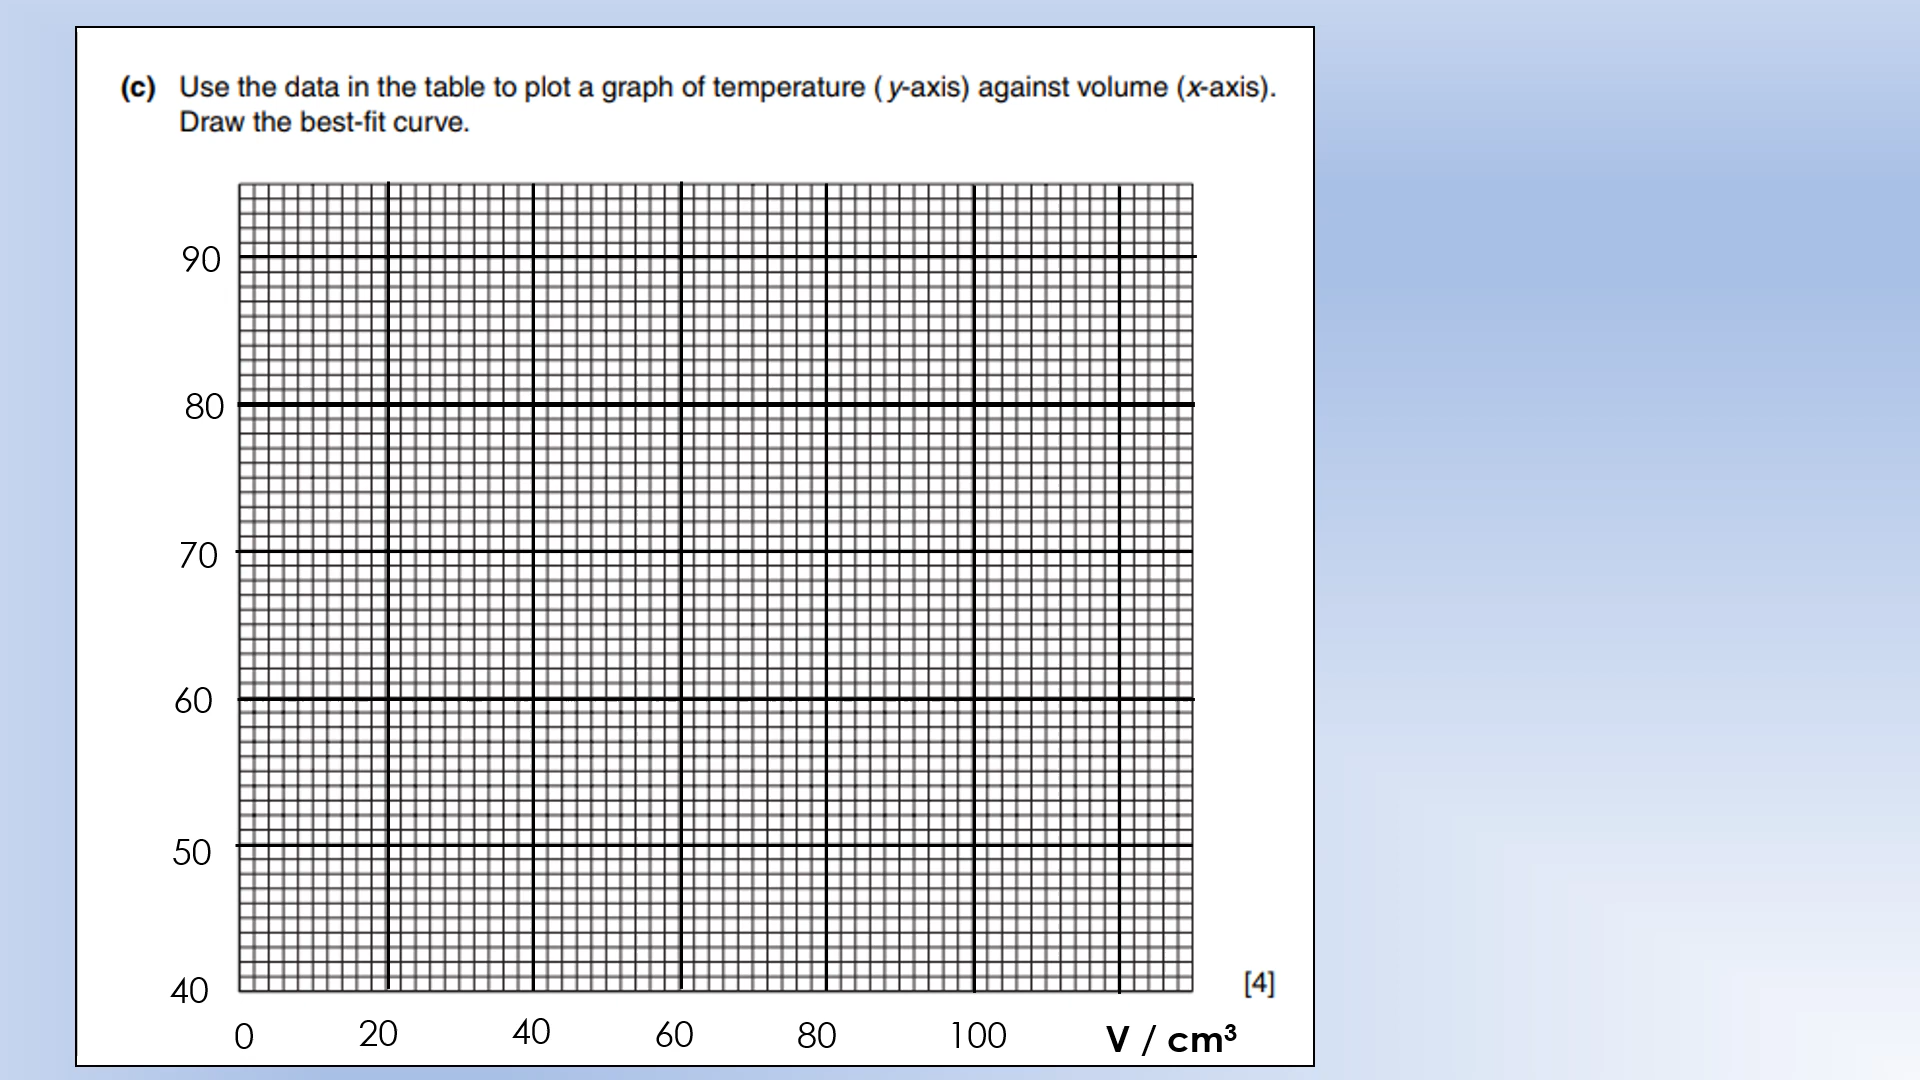 (c) Use the data in the table to plot a graph of temperature (y-axis) against volume (x-axis).
Draw the best-fit curve.
90
80
70
60
50
40
[4]
0 20 40 60 80 100 V / cm³